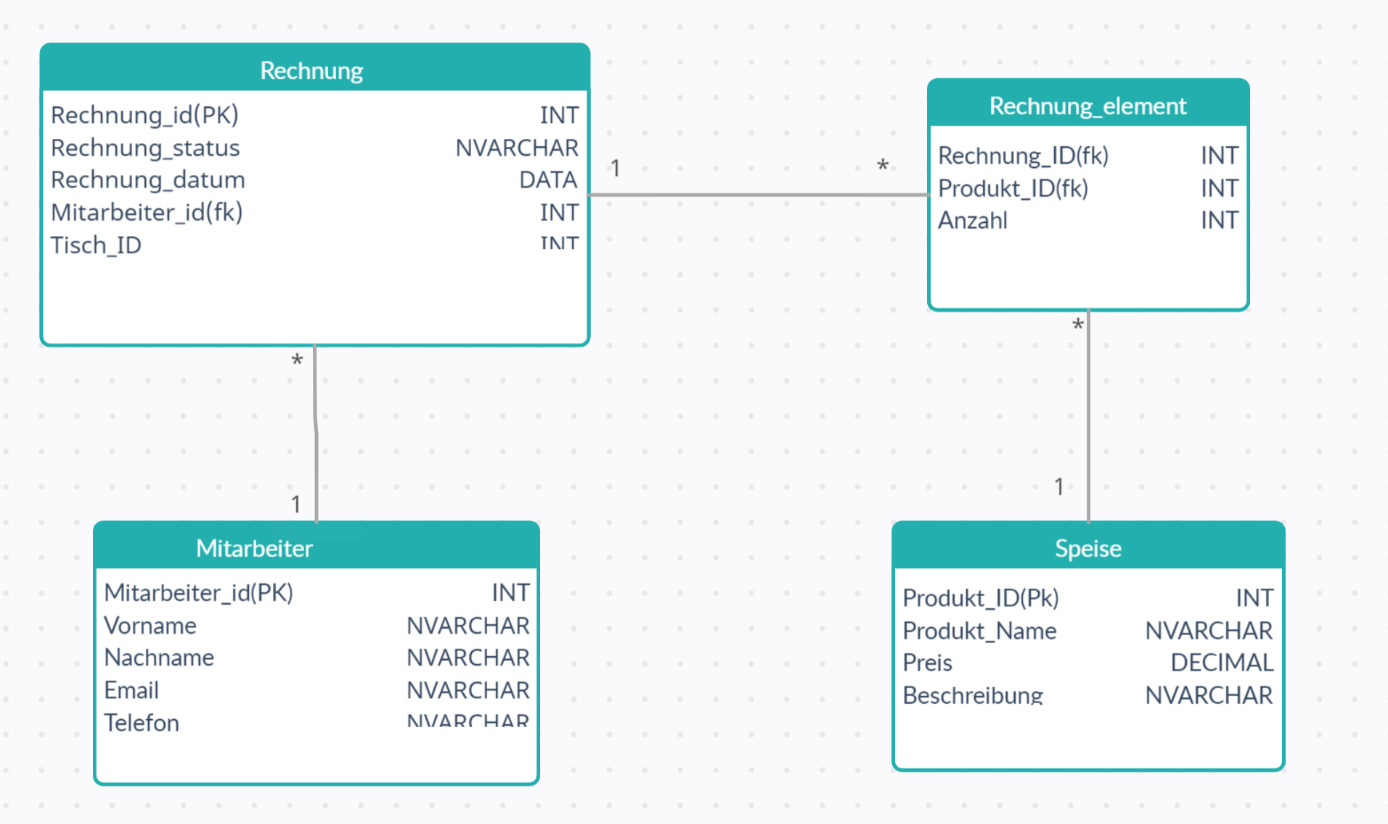 Rechnung
Rechnung_id(PK) INT
Rechnung_status NVARCHAR
Rechnung_datum DATA
Mitarbeiter_id(fk) INT
Tisch_ID INT
1 *
Rechnung_element
Rechnung_ID(fk) INT
Produkt_ID(fk) INT
Anzahl INT
*
1
Mitarbeiter
Mitarbeiter_id(PK) INT
Vorname NVARCHAR
Nachname NVARCHAR
Email NVARCHAR
Telefon NVARCHAR
*
1
Speise
Produkt_ID(Pk) INT
Produkt_Name NVARCHAR
Preis DECIMAL
Beschreibung NVARCHAR